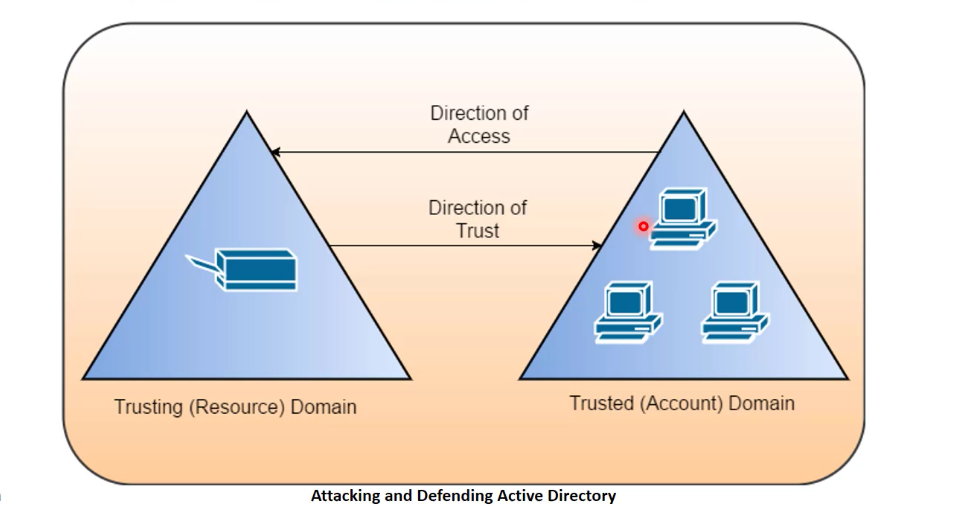 Direction of
Access
Direction of
Trust
Trusting (Resource) Domain
Trusted (Account) Domain
Attacking and Defending Active Directory